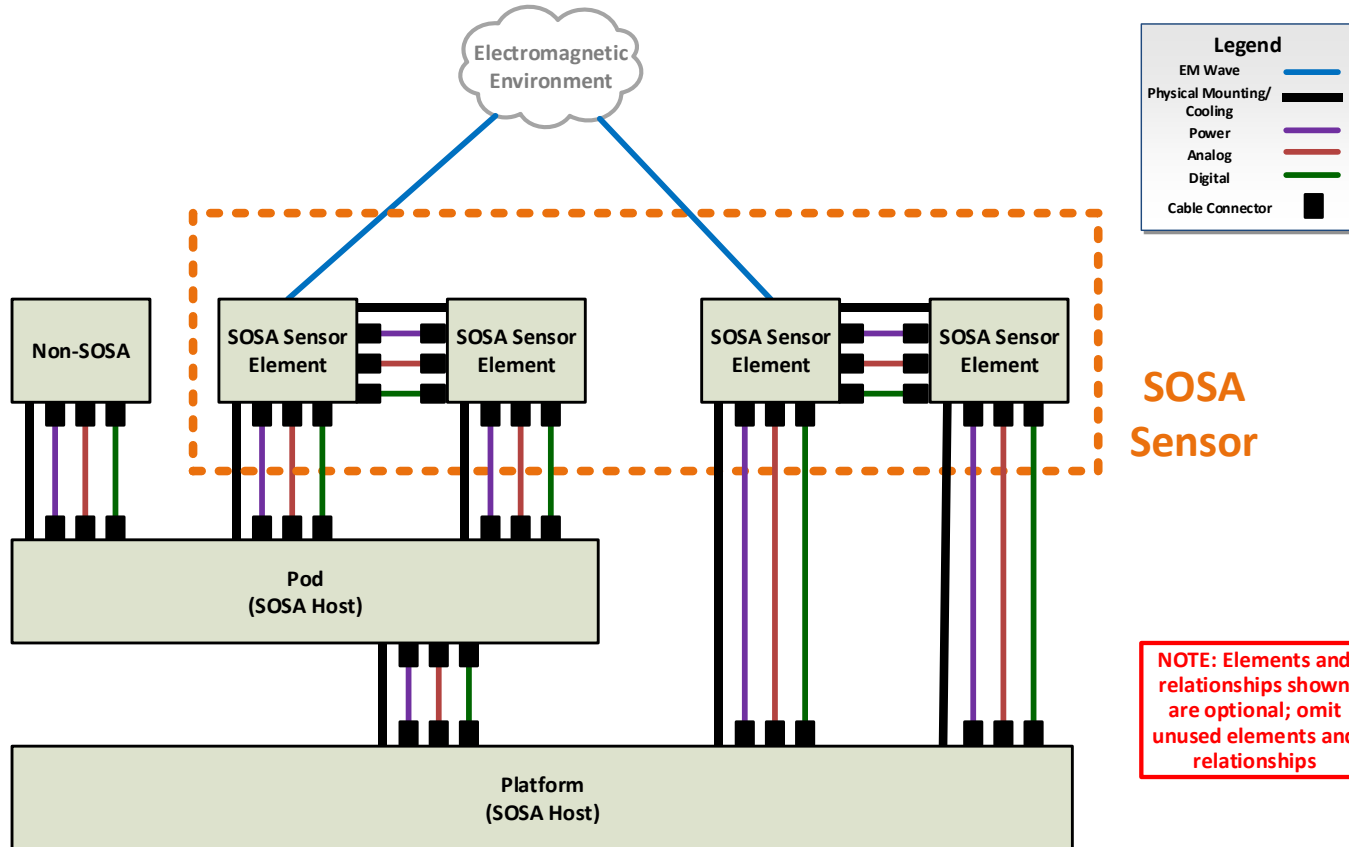 Electromagnetic
Environment
Legend
EM Wave
Physical Mounting/
Cooling
Power
Analog
Digital
Cable Connector
Non-SOSA
SOSA Sensor
Element
SOSA Sensor
Element
SOSA Sensor
Element
SOSA Sensor
Element
SOSA
Sensor
Pod
(SOSA Host)
NOTE: Elements and
relationships shown
are optional; omit
unused elements and
relationships
Platform
(SOSA Host)